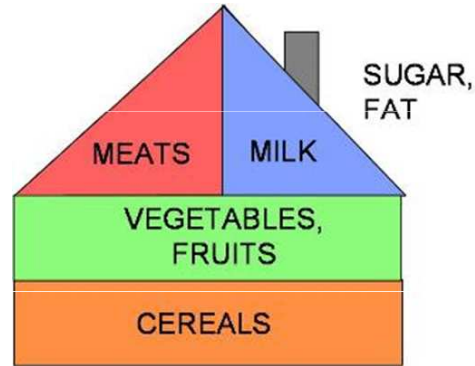 SUGAR,
FAT
MEATS
MILK
VEGETABLES,
FRUITS
CEREALS